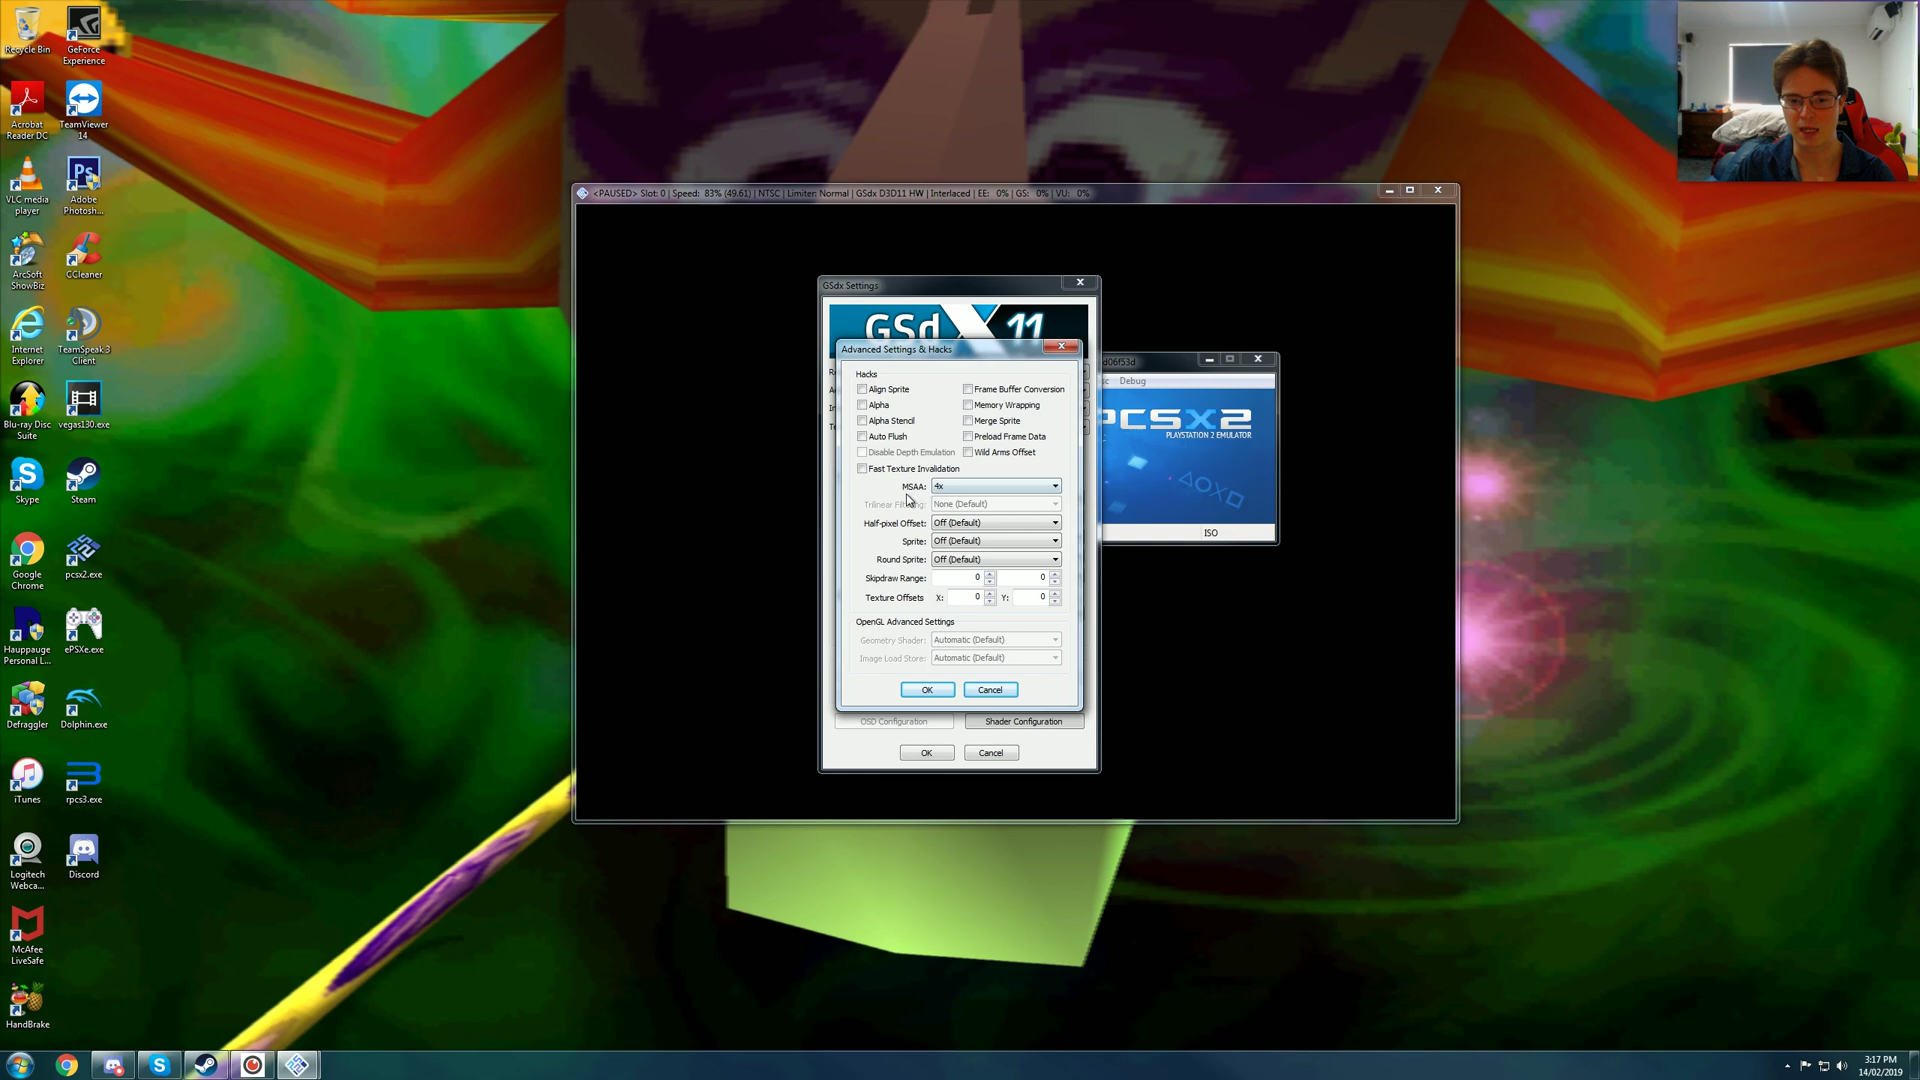 Recycle Bin
GeForce
Experience
Acrobat
Reader DC
TeamViewer
14
VLC media
player
Ps
Adobe
Photosh...
ArcSoft
ShowBiz
CCleaner
Internet
Explorer
TeamSpeak 3
Client
Blu-ray Disc
Suite
vegas130.exe
Skype
Steam
Google
Chrome
pcsx2.exe
Hauppauge
Personal L...
ePSXe.exe
Defraggler
Dolphin.exe
iTunes
rpcs3.exe
Logitech
Webca...
Discord
McAfee
LiveSafe
HandBrake
<PAUSED> Slot: 0 | Speed: 83% (49.61) | NTSC | Limiter: Normal | GSdx D3D11 HW | Interlaced | EE: 0% | GS: 0% | VU: 0%
GSdx Settings
GSdX 11
Advanced Settings & Hacks
Hacks
Align Sprite
Frame Buffer Conversion
Alpha
Memory Wrapping
Alpha Stencil
Merge Sprite
Auto Flush
Preload Frame Data
Disable Depth Emulation
Wild Arms Offset
Fast Texture Invalidation
MSAA: 4x
None (Default)
Half-pixel Offset: Off (Default)
Sprite: Off (Default)
Round Sprite: Off (Default)
Skipdraw Range: 0 0
Texture Offsets X: 0 Y: 0
OpenGL Advanced Settings
Geometry Shader: Automatic (Default)
Image Load Store: Automatic (Default)
OK Cancel
OSD Configuration Shader Configuration
OK Cancel
d06f53d
Debug
PCSX2
PLAYSTATION 2 EMULATOR
ISO
3:17 PM
14/02/2019